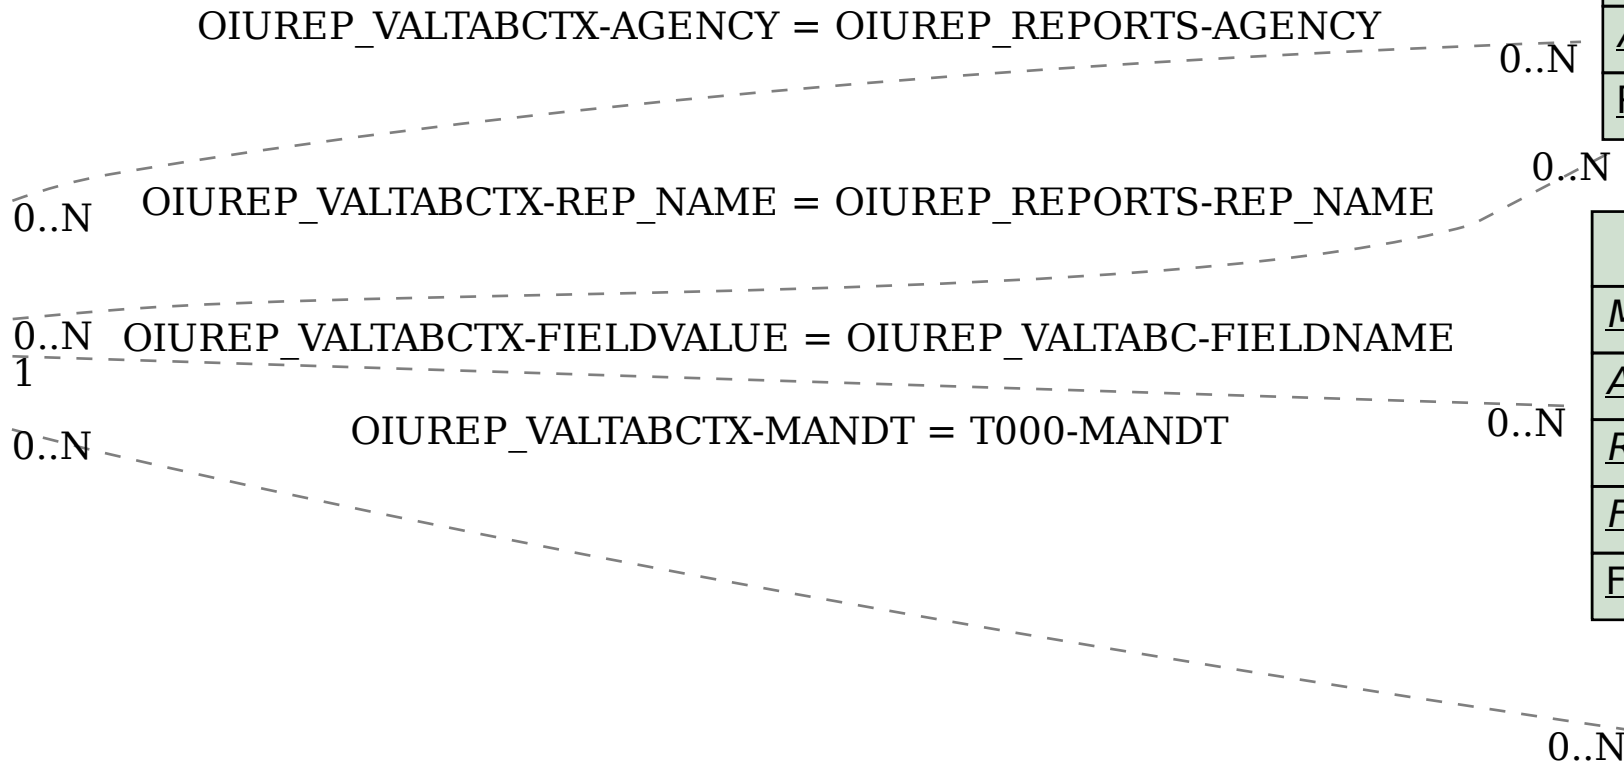 OIUREP_VALTABCTX-AGENCY = OIUREP_REPORTS-AGENCY
0..N
0..N
0..N
OIUREP_VALTABCTX-REP_NAME = OIUREP_REPORTS-REP_NAME
0..N
0..N
OIUREP_VALTABCTX-FIELDVALUE = OIUREP_VALTABC-FIELDNAME
1
0..N
OIUREP_VALTABCTX-MANDT = T000-MANDT
0..N
0..N